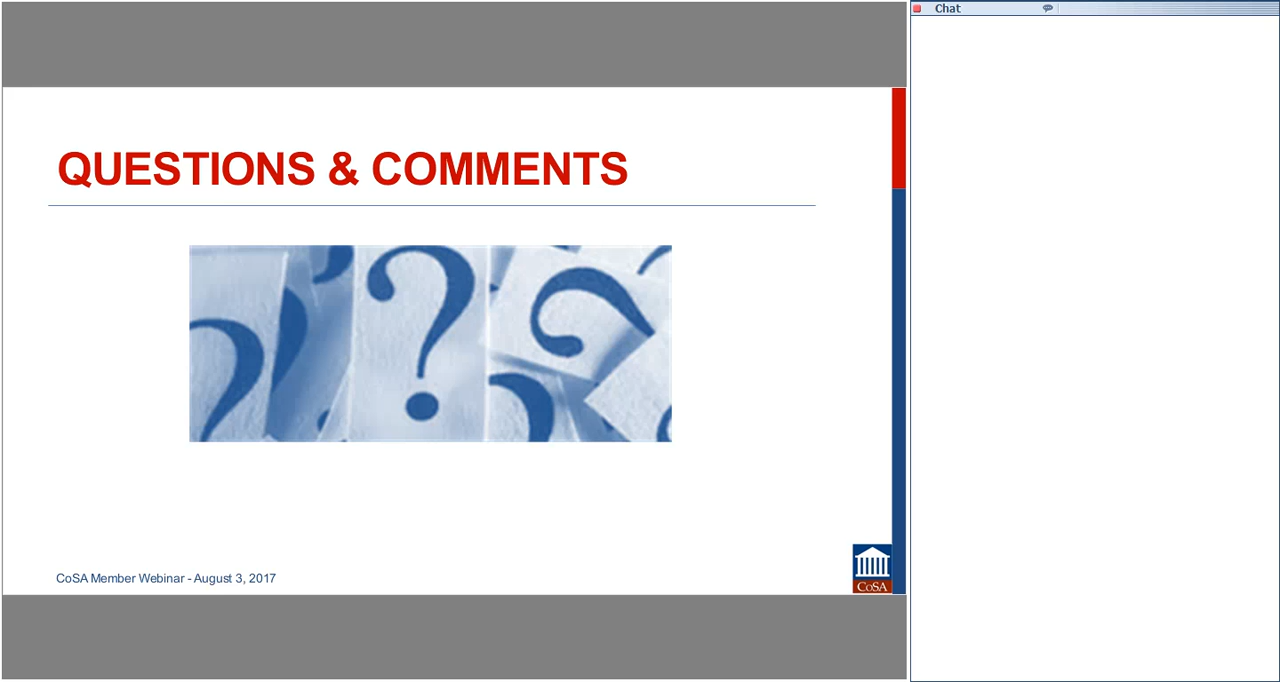 Chat
QUESTIONS & COMMENTS
? ? ?
CoSA Member Webinar - August 3, 2017
CoSA